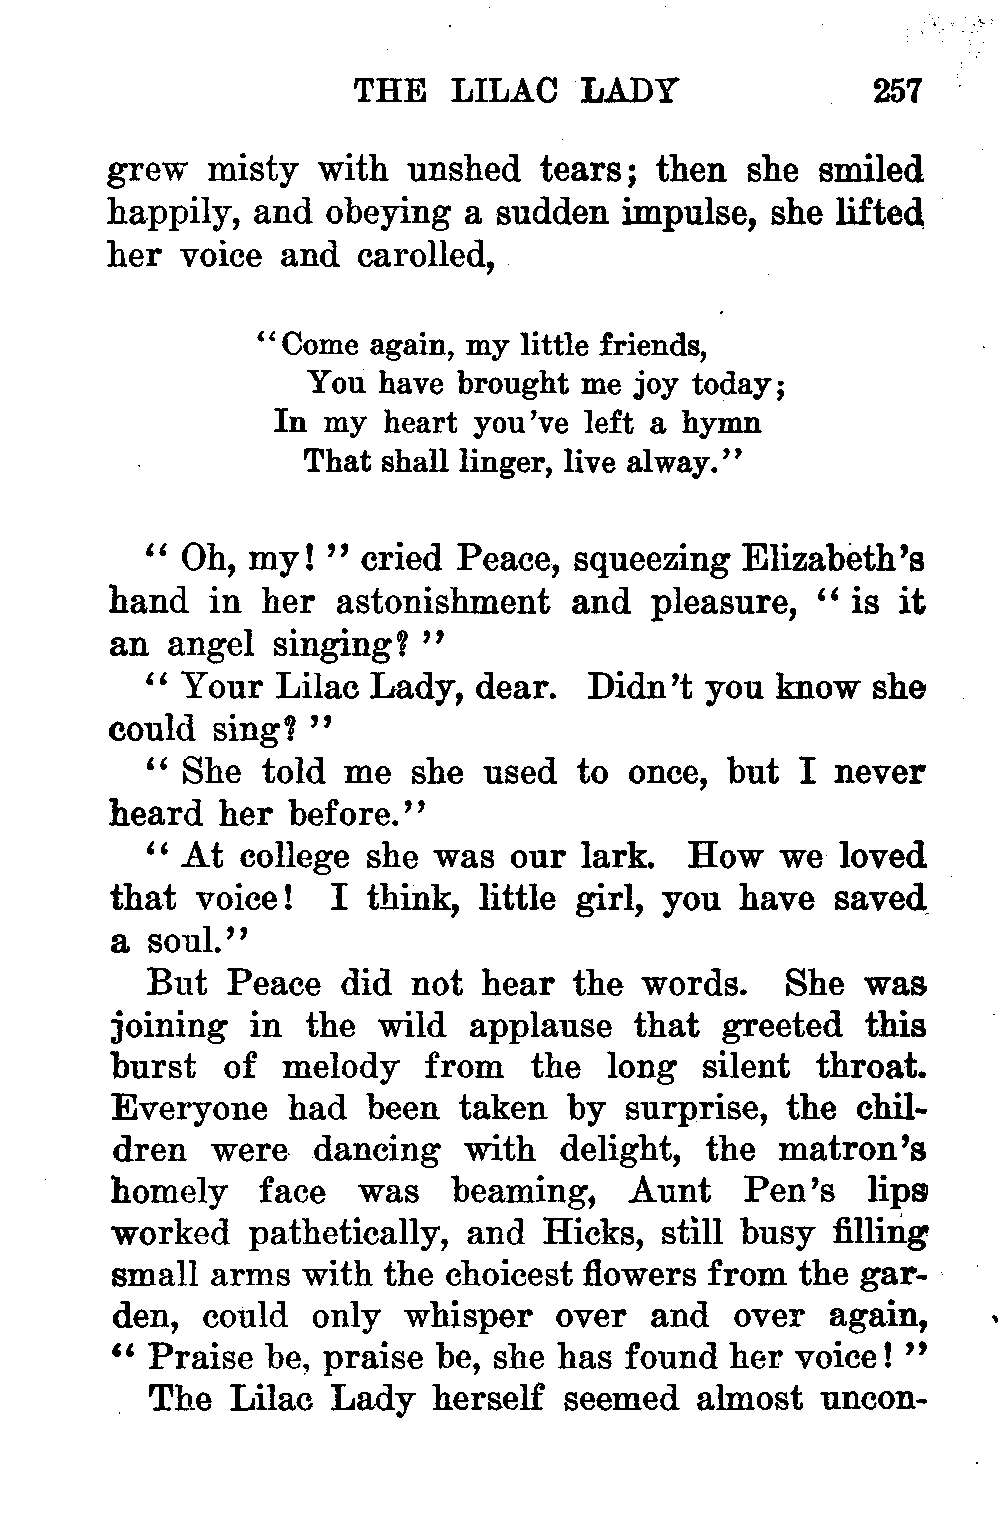 THE LILAC LADY 257
grew misty with unshed tears; then she smiled
happily, and obeying a sudden impulse, she lifted
her voice and carolled,
“Come again, my little friends,
You have brought me joy today;
In my heart you’ve left a hymn
That shall linger, live alway.”
“ Oh, my! ” cried Peace, squeezing Elizabeth’s
hand in her astonishment and pleasure, “ is it
an angel singing? ”
“ Your Lilac Lady, dear. Didn’t you know she
could sing? ”
“ She told me she used to once, but I never
heard her before.”
“ At college she was our lark. How we loved
that voice! I think, little girl, you have saved
a soul.”
But Peace did not hear the words. She was
joining in the wild applause that greeted this
burst of melody from the long silent throat.
Everyone had been taken by surprise, the chil-
dren were dancing with delight, the matron’s
homely face was beaming, Aunt Pen’s lips
worked pathetically, and Hicks, still busy filling
small arms with the choicest flowers from the gar-
den, could only whisper over and over again,
“ Praise be, praise be, she has found her voice! ”
The Lilac Lady herself seemed almost uncon-